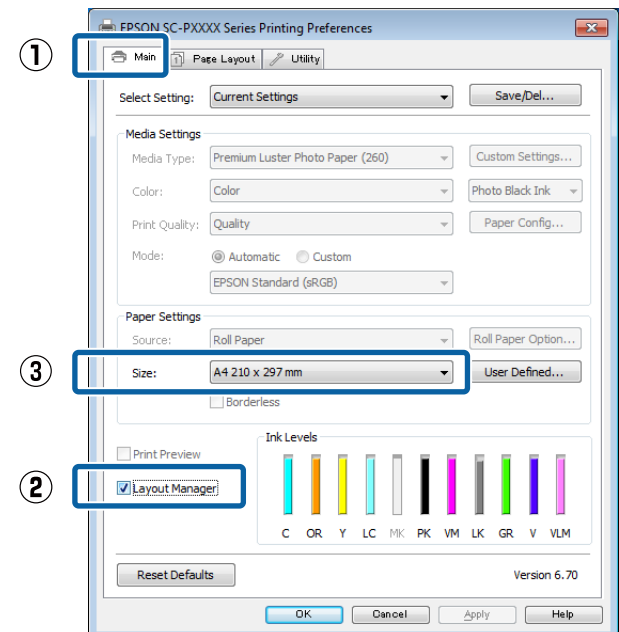 EPSON SC-PXXXX Series Printing Preferences
①
Main
Page Layout
Utility
Select Setting:
Current Settings
Save/Del...
Media Settings
Media Type:
Premium Luster Photo Paper (260)
Custom Settings...
Color:
Color
Photo Black Ink
Print Quality:
Quality
Paper Config...
Mode:
Automatic
Custom
EPSON Standard (sRGB)
Paper Settings
Source:
Roll Paper
Roll Paper Option...
③
Size:
A4 210 x 297 mm
User Defined...
Borderless
Print Preview
②
Layout Manager
Ink Levels
C OR Y LC MK PK VM LK GR V VLM
Reset Defaults
Version 6.70
OK
Cancel
Apply
Help